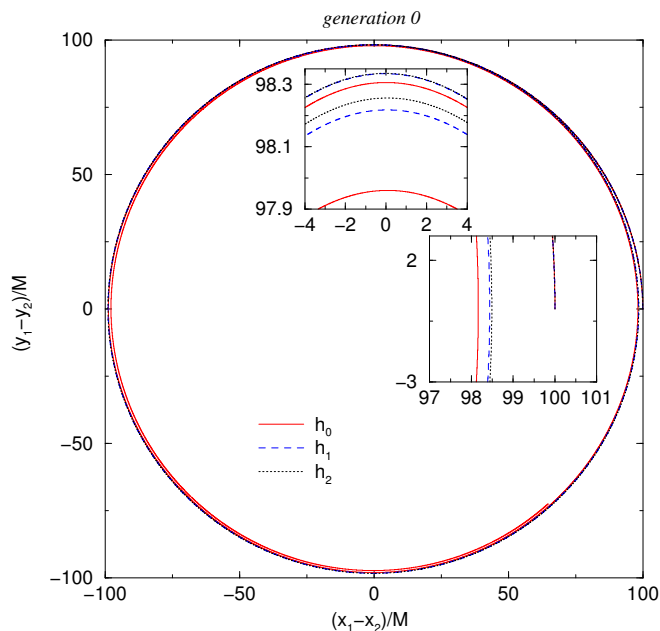 generation 0
100
50
0
−50
−100
(y₁−y₂)/M
98.3
98.1
97.9
−4 −2 0 2 4
2
−3
97 98 99 100 101
h₀
h₁
h₂
−100 −50 0 50 100
(x₁−x₂)/M